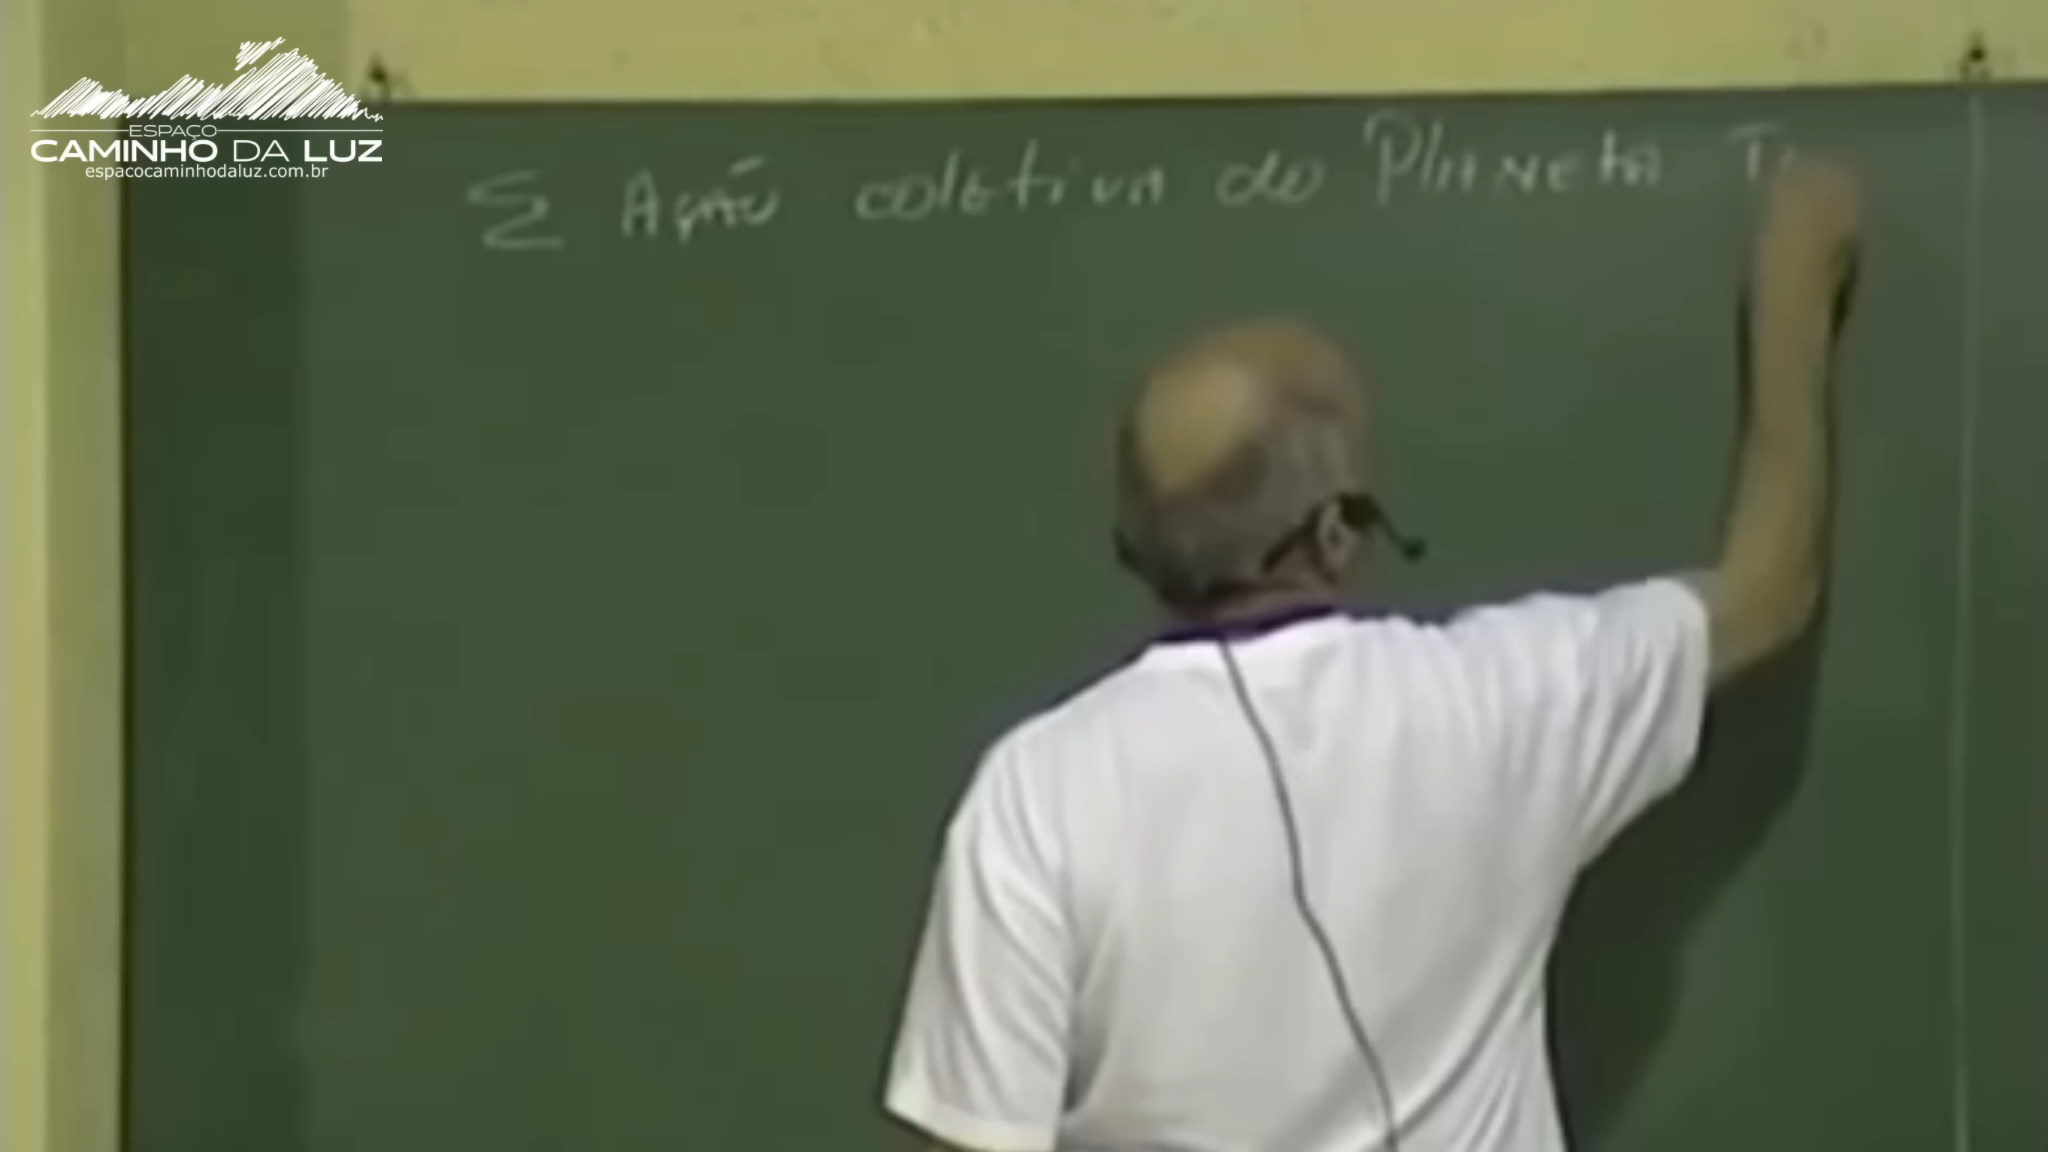 ESPAÇO
CAMINHO DA LUZ
espacocaminhodaluz.com.br
Σ Ação coletiva do Planeta T